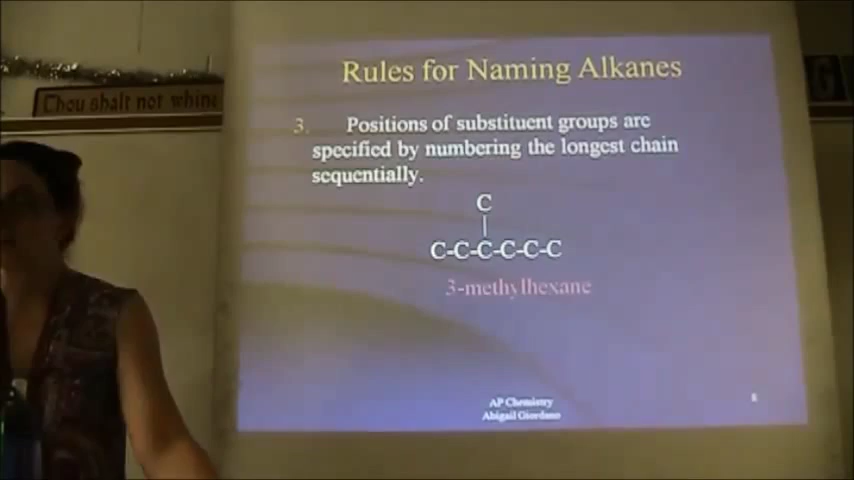 Rules for Naming Alkanes
Thou shalt not whine
3. Positions of substituent groups are
specified by numbering the longest chain
sequentially.
C
|
C-C-C-C-C-C
3-methylhexane
AP Chemistry
Abigail Giordano
8